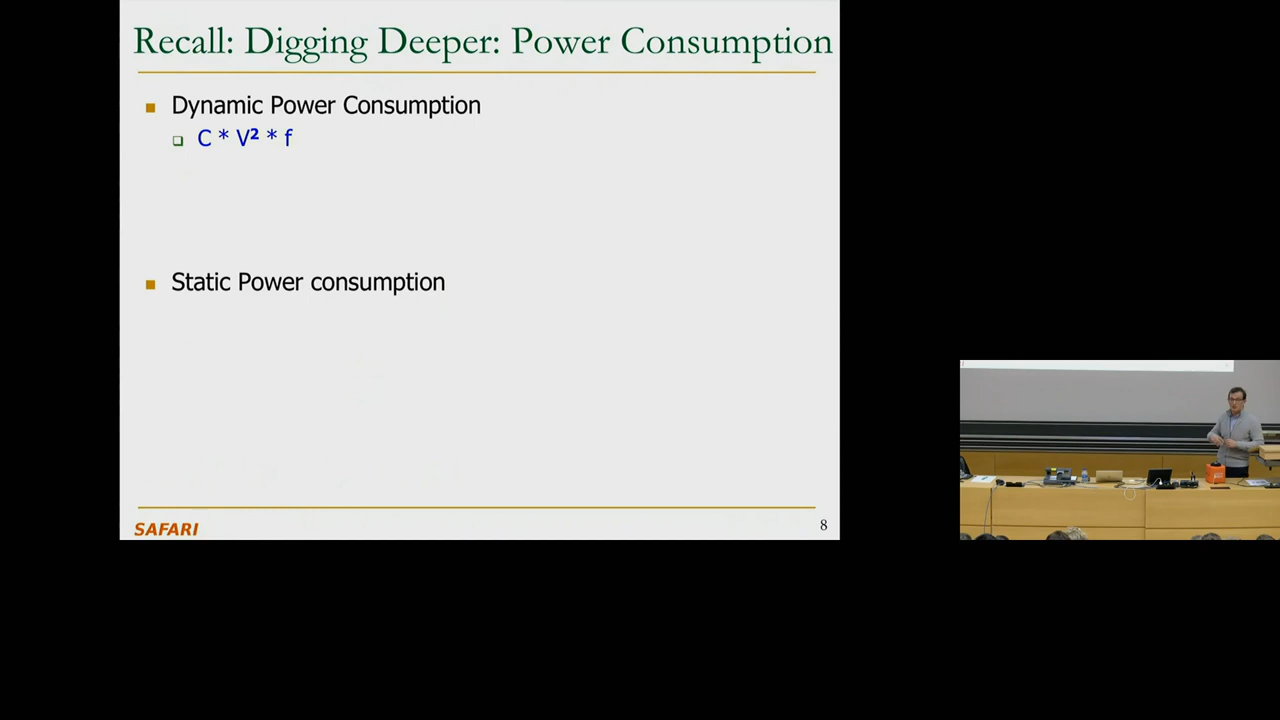 Recall: Digging Deeper: Power Consumption
Dynamic Power Consumption
C * V² * f
Static Power consumption
SAFARI
8